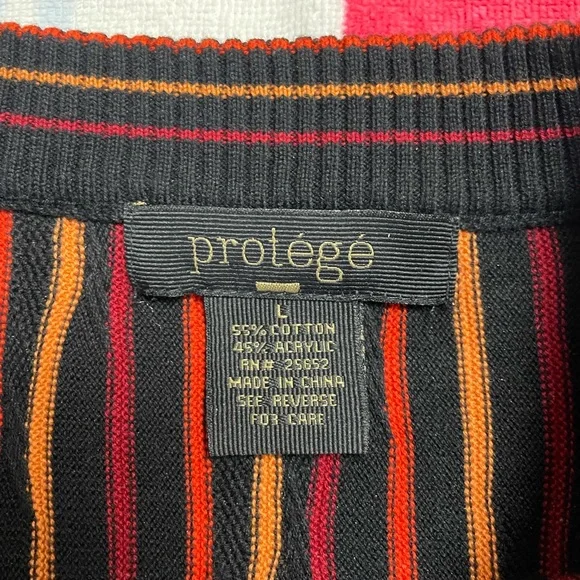 protégé
L
55% COTTON
45% ACRYLIC
RN# 25652
MADE IN CHINA
SEE REVERSE
FOR CARE